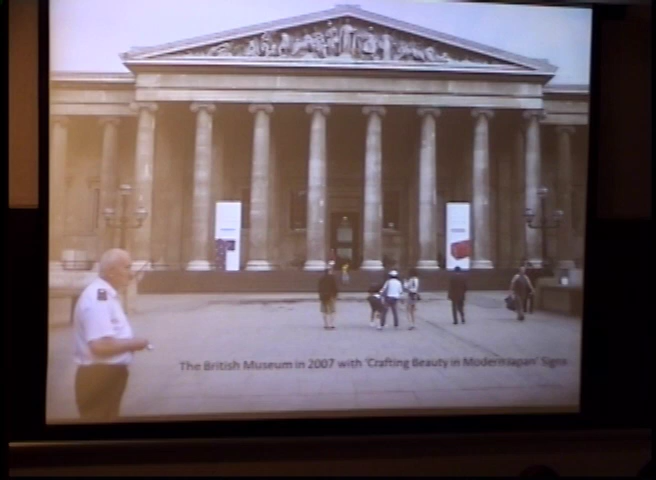 The British Museum in 2007 with 'Crafting Beauty in Modern Japan' Signs